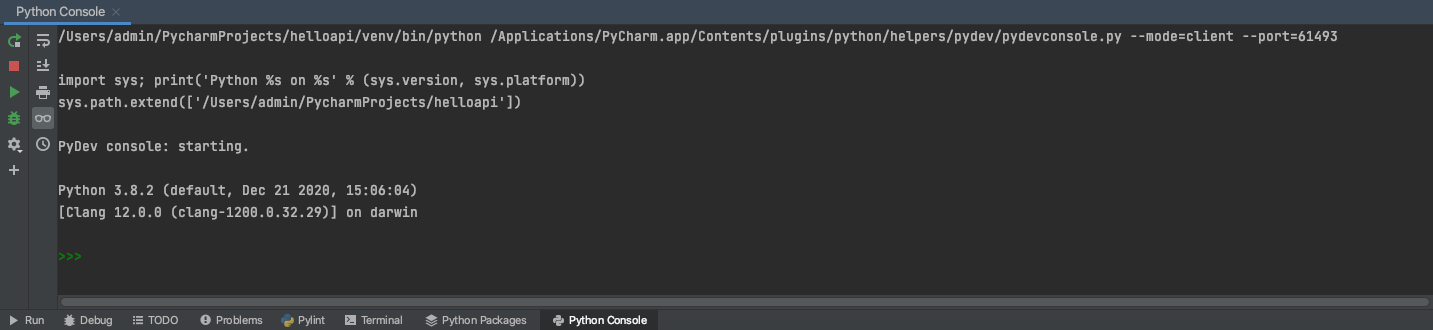 Python Console
/Users/admin/PycharmProjects/helloapi/venv/bin/python /Applications/PyCharm.app/Contents/plugins/python/helpers/pydev/pydevconsole.py --mode=client --port=61493
import sys; print('Python %s on %s' % (sys.version, sys.platform))
sys.path.extend(['/Users/admin/PycharmProjects/helloapi'])
PyDev console: starting.
Python 3.8.2 (default, Dec 21 2020, 15:06:04)
[Clang 12.0.0 (clang-1200.0.32.29)] on darwin
>>>
Run Debug TODO Problems Pylint Terminal Python Packages Python Console